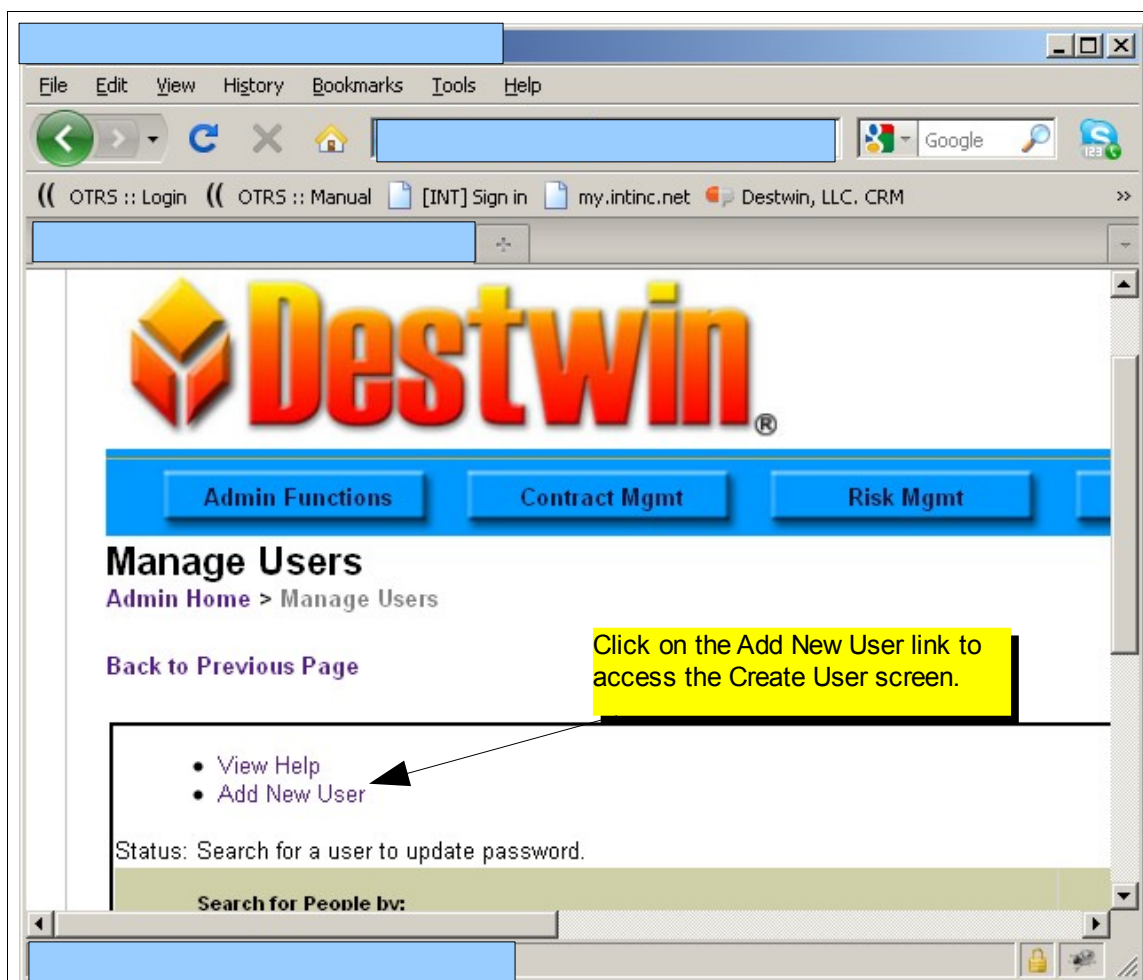 File Edit View History Bookmarks Tools Help
Google
123
OTRS :: Login OTRS :: Manual [INT] Sign in my.intinc.net Destwin, LLC. CRM »
Destwin®
Admin Functions Contract Mgmt Risk Mgmt
Manage Users
Admin Home > Manage Users
Click on the Add New User link to
access the Create User screen.
Back to Previous Page
• View Help
• Add New User
Status: Search for a user to update password.
Search for People by: